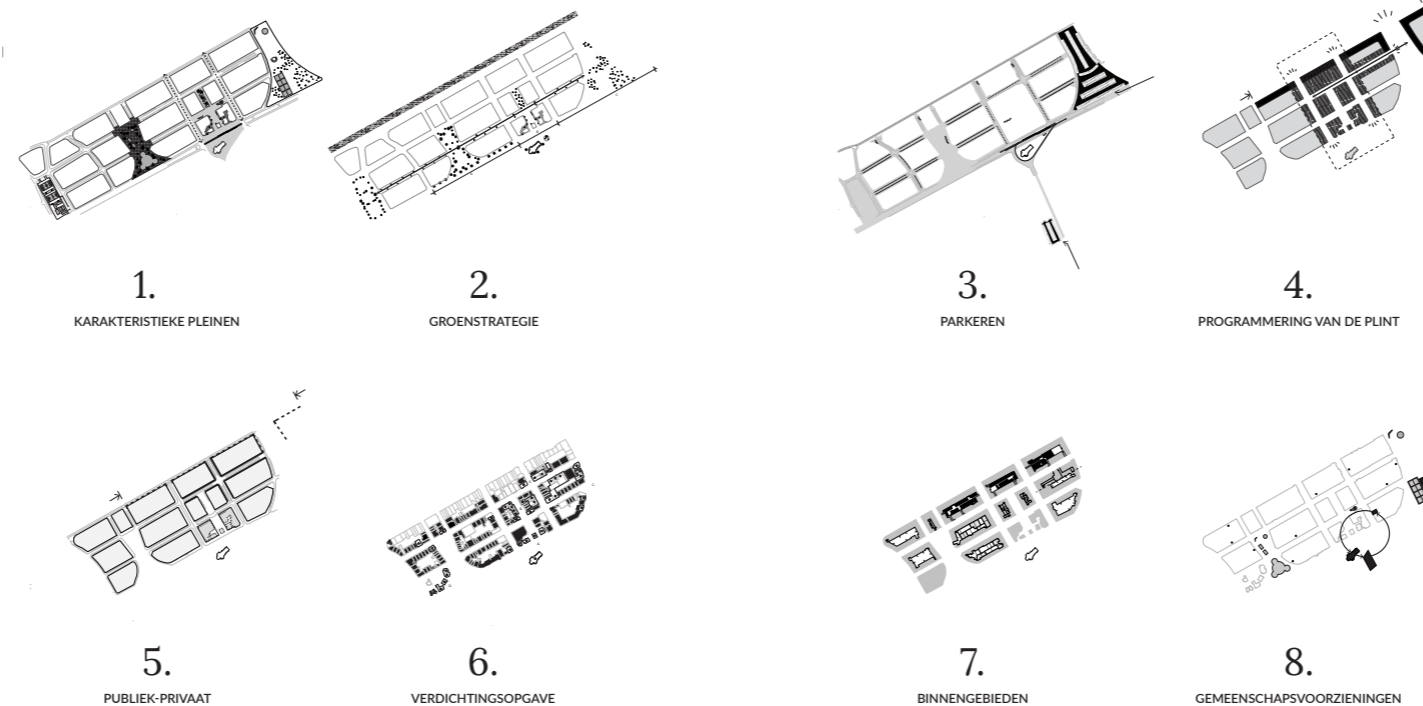 1.
KARAKTERISTIEKE PLEINEN
2.
GROENSTRATEGIE
3.
PARKEREN
4.
PROGRAMMERING VAN DE PLINT
5.
PUBLIEK-PRIVAAT
6.
VERDICHTINGSOPGAVE
7.
BINNENGEBIEDEN
8.
GEMEENSCHAPSVOORZIENINGEN